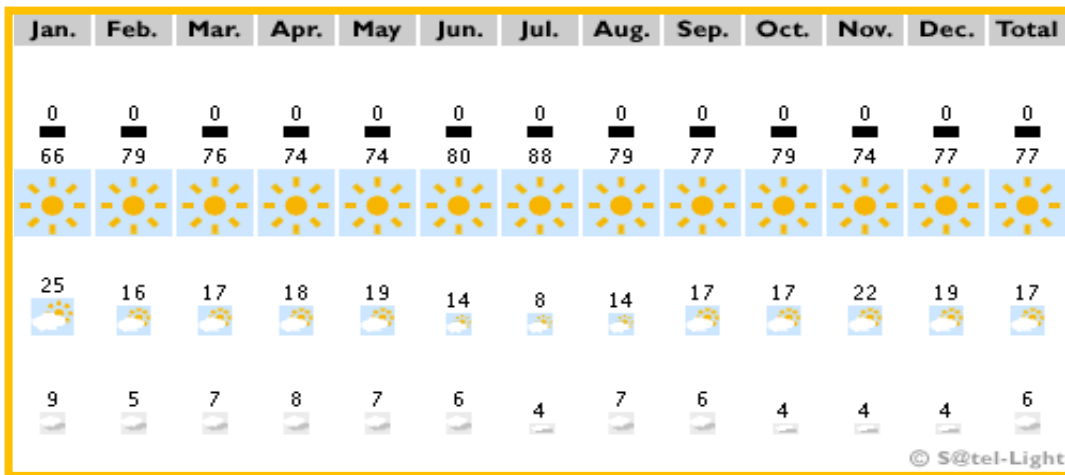 Jan. Feb. Mar. Apr. May Jun. Jul. Aug. Sep. Oct. Nov. Dec. Total
0 0 0 0 0 0 0 0 0 0 0 0 0
66 79 76 74 74 80 88 79 77 79 74 77 77
25 16 17 18 19 14 8 14 17 17 22 19 17
9 5 7 8 7 6 4 7 6 4 4 4 6
© S@tel-Light